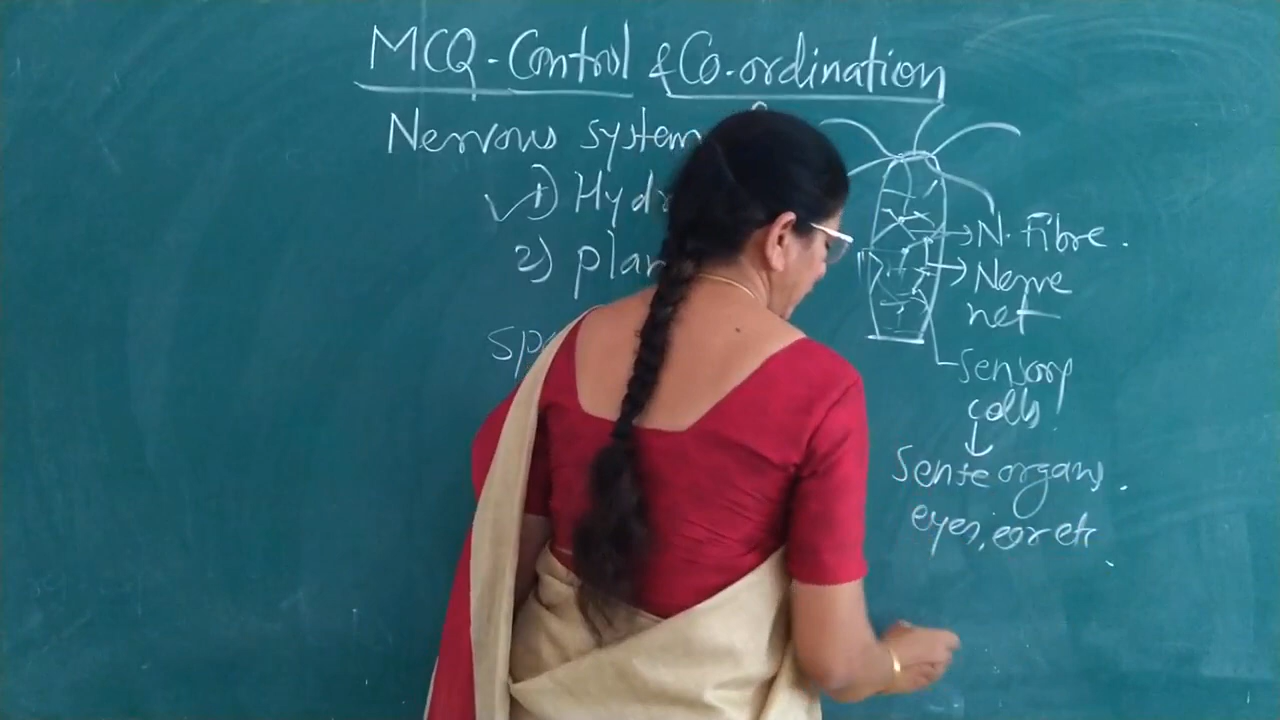 MCQ-Control & Co-ordination
Nervous system
1) Hydr
2) plan
sp
N. Fibre.
Nerve
net
Sensory
cells
Sense organs.
eyes, ear etc